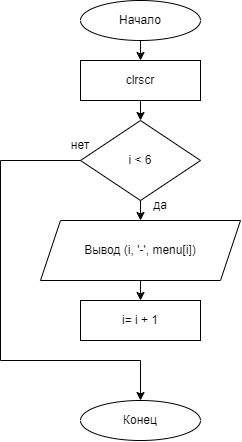 Начало
clrscr
нет
i < 6
да
Вывод (i, '-', menu[i])
i= i + 1
Конец